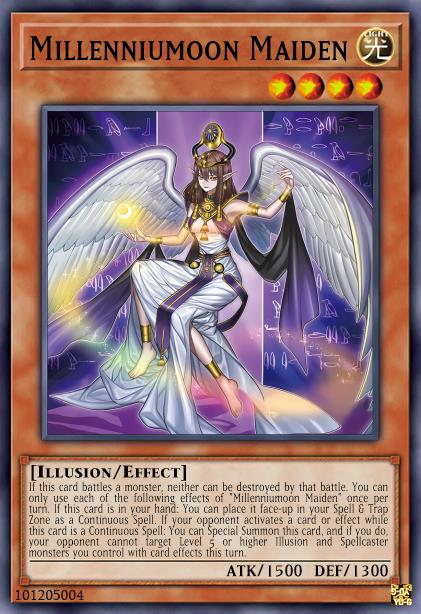 MILLENNIUMOON MAIDEN
LIGHT
光
[ILLUSION/EFFECT]
If this card battles a monster, neither can be destroyed by that battle. You can
only use each of the following effects of "Millenniumoon Maiden" once per
turn. If this card is in your hand: You can place it face-up in your Spell & Trap
Zone as a Continuous Spell. If your opponent activates a card or effect while
this card is a Continuous Spell: You can Special Summon this card, and if you do,
your opponent cannot target Level 5 or higher Illusion and Spellcaster
monsters you control with card effects this turn.
ATK/1500 DEF/1300
101205004